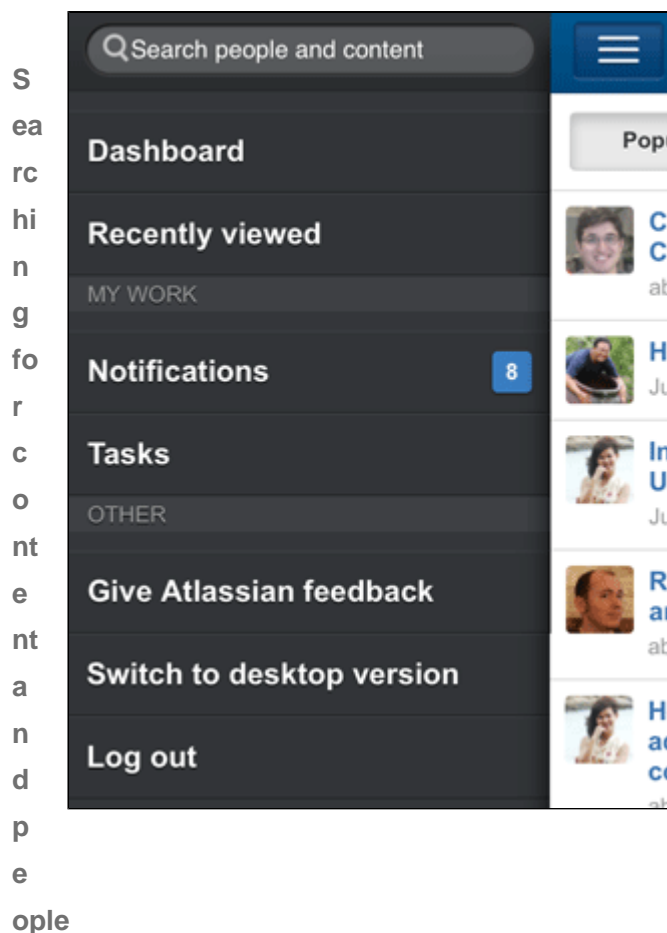 S
ea
rc
hi
n
g
fo
r
c
o
nt
e
nt
a
n
d
p
e
ople
Search people and content
Dashboard
Recently viewed
MY WORK
Notifications 8
Tasks
OTHER
Give Atlassian feedback
Switch to desktop version
Log out